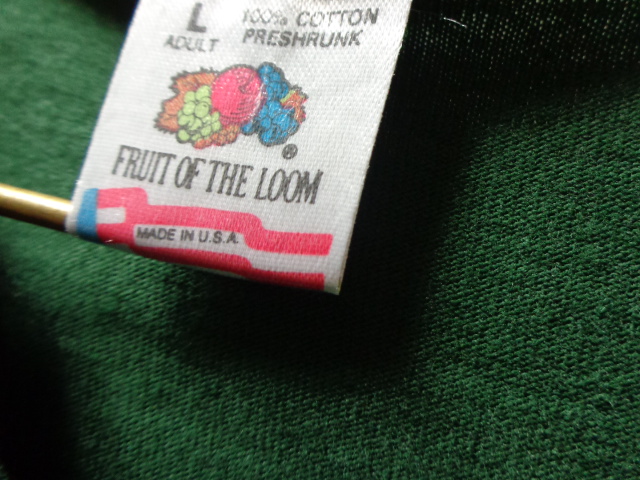 L 100% COTTON
ADULT PRESHRUNK
®
FRUIT OF THE LOOM
MADE IN U.S.A.